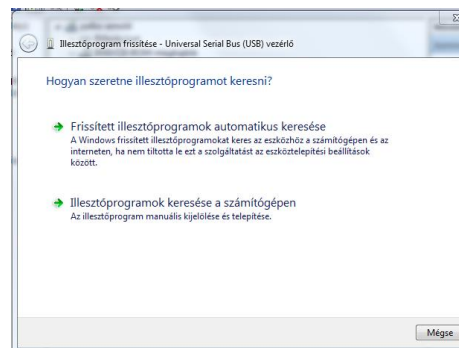 Illesztőprogram frissítése - Universal Serial Bus (USB) vezérlő
Hogyan szeretne illesztőprogramot keresni?
Frissített illesztőprogramok automatikus keresése
A Windows frissített illesztőprogramokat keres az eszközhöz a számítógépen és az
interneten, ha nem tiltotta le ezt a szolgáltatást az eszköztelepítési beállítások
között.
Illesztőprogramok keresése a számítógépen
Az illesztőprogram manuális kijelölése és telepítése.
Mégse